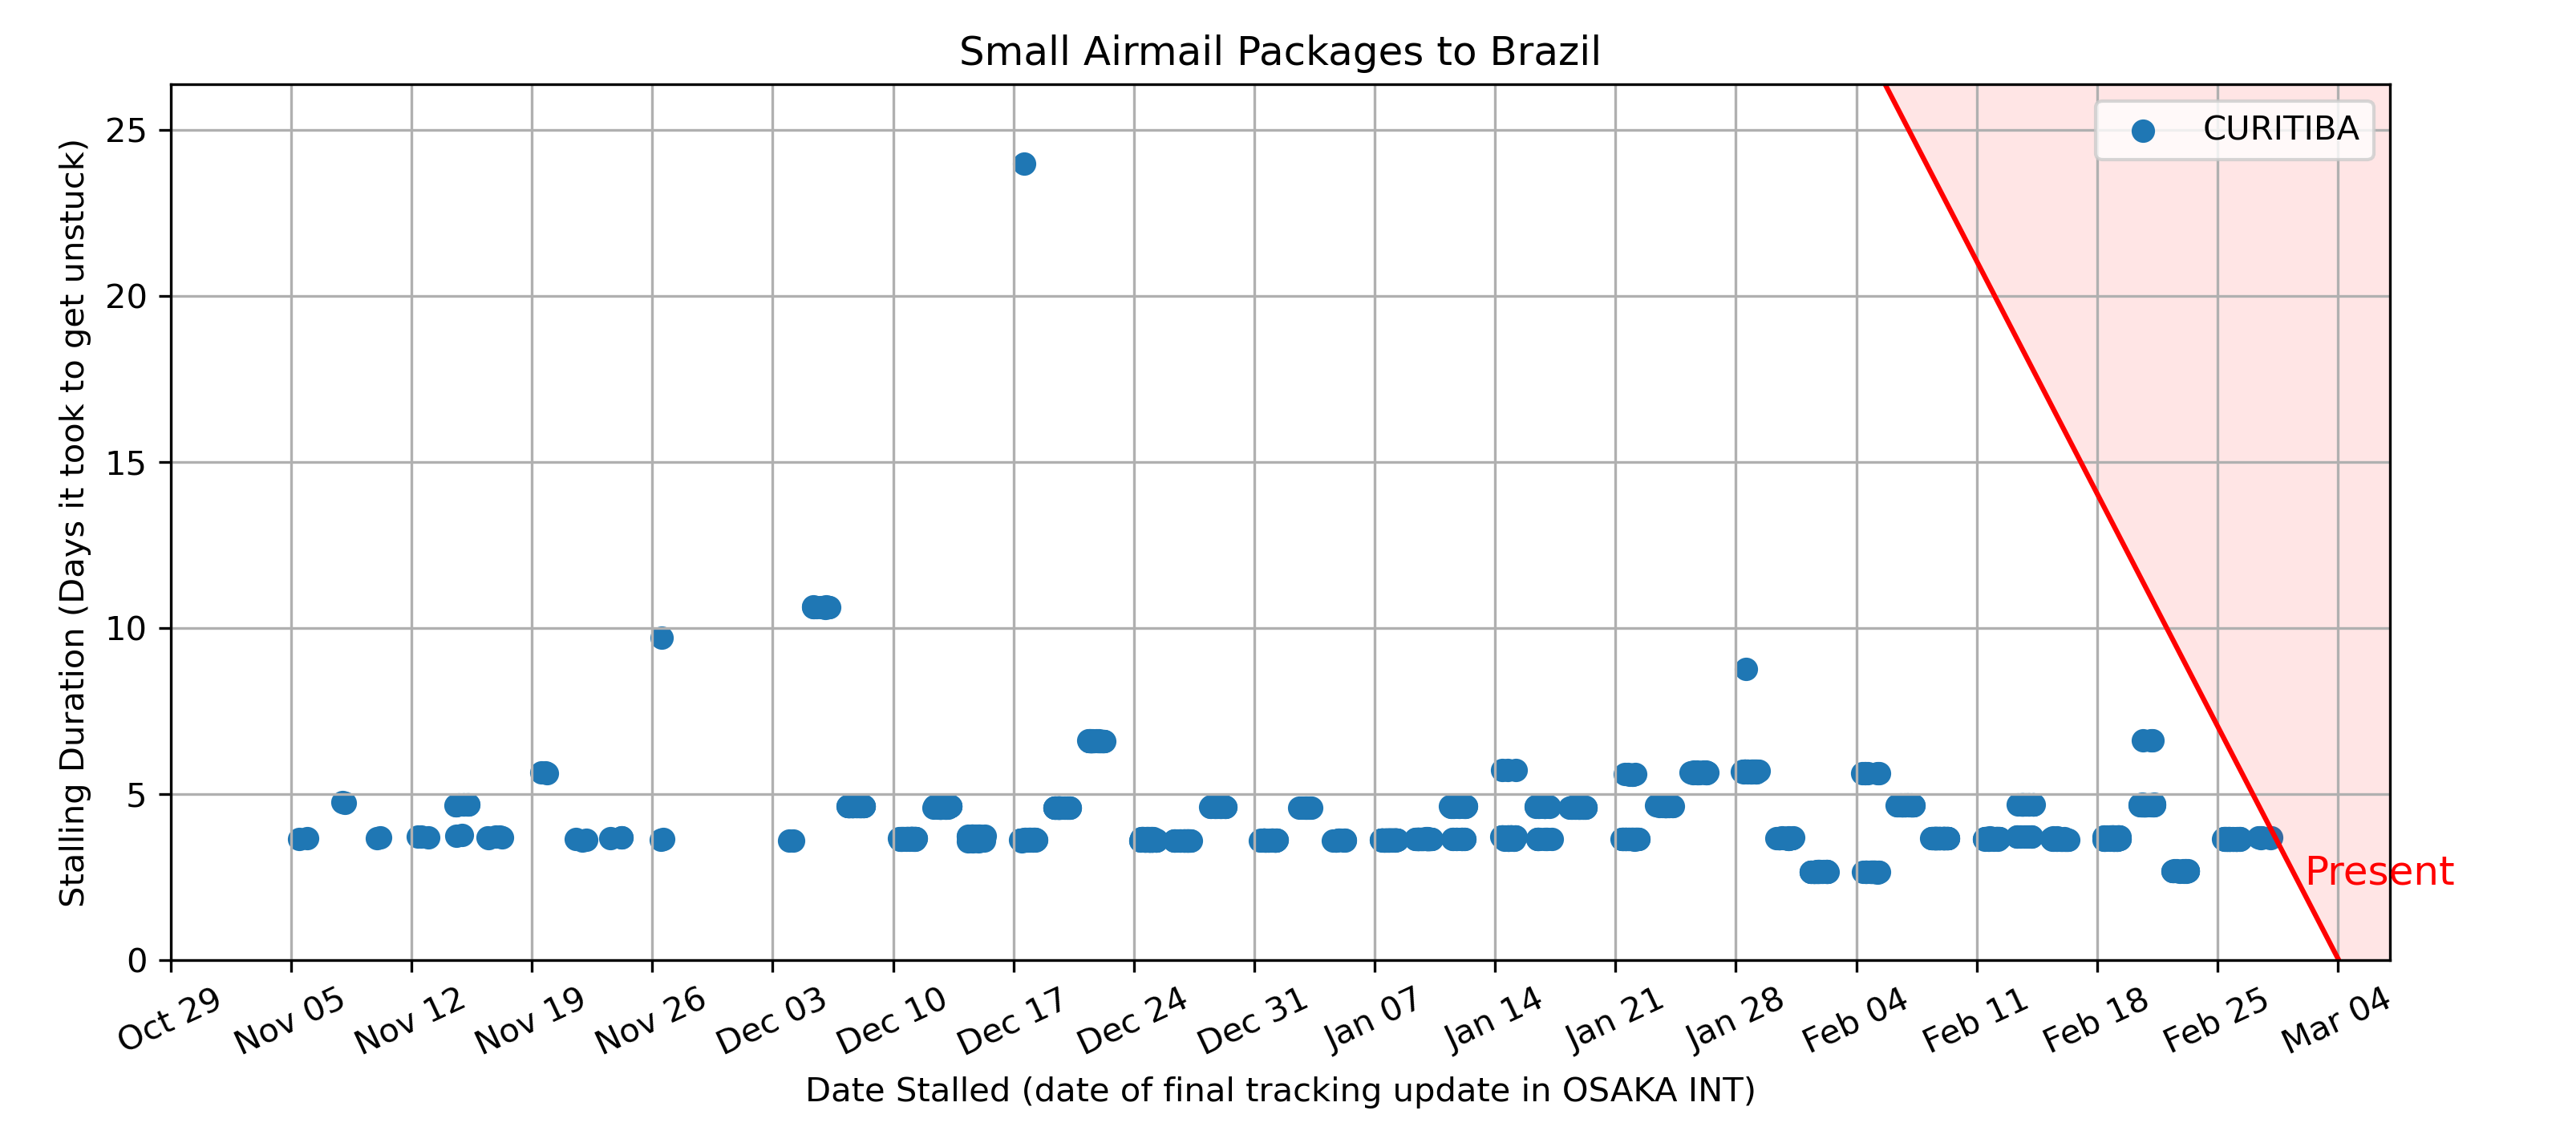 Small Airmail Packages to Brazil
CURITIBA
25
20
15
10
5
0
Stalling Duration (Days it took to get unstuck)
Present
Oct 29
Nov 05
Nov 12
Nov 19
Nov 26
Dec 03
Dec 10
Dec 17
Dec 24
Dec 31
Jan 07
Jan 14
Jan 21
Jan 28
Feb 04
Feb 11
Feb 18
Feb 25
Mar 04
Date Stalled (date of final tracking update in OSAKA INT)